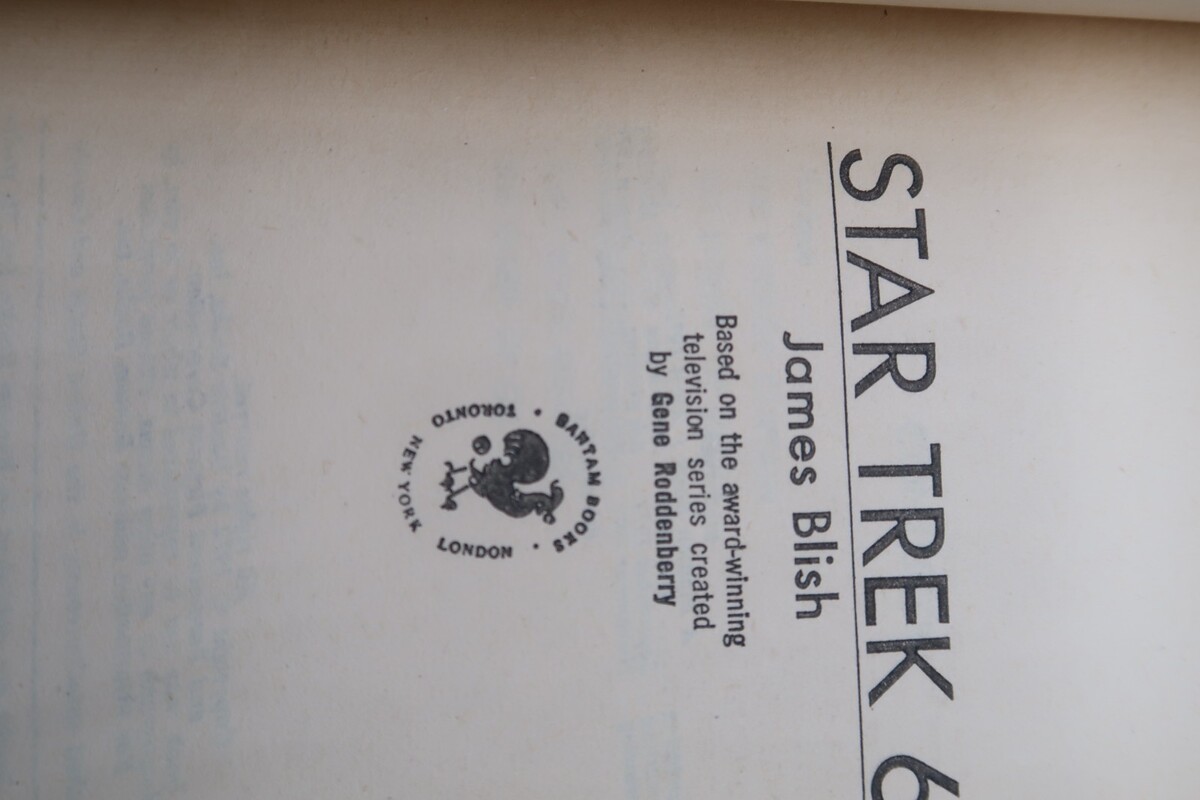 STAR TREK 6
James Blish
Based on the award-winning
television series created
by Gene Roddenberry
BANTAM BOOKS
TORONTO • NEW YORK LONDON •